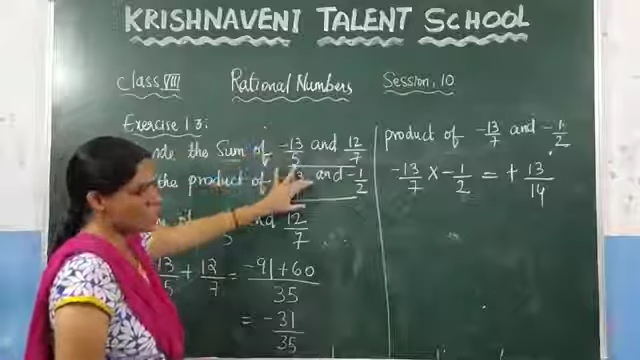 KRISHNAVENI TALENT SCHOOL
Class VIII Rational Numbers Session. 10
Exercise 1.3:
the Sum of -13/5 and 12/7
the product of and -1/2
and 12/7
13/5 + 12/7 = -91+60/35
= -31/35
product of -13/7 and -1/2
-13/7 × -1/2 = + 13/14